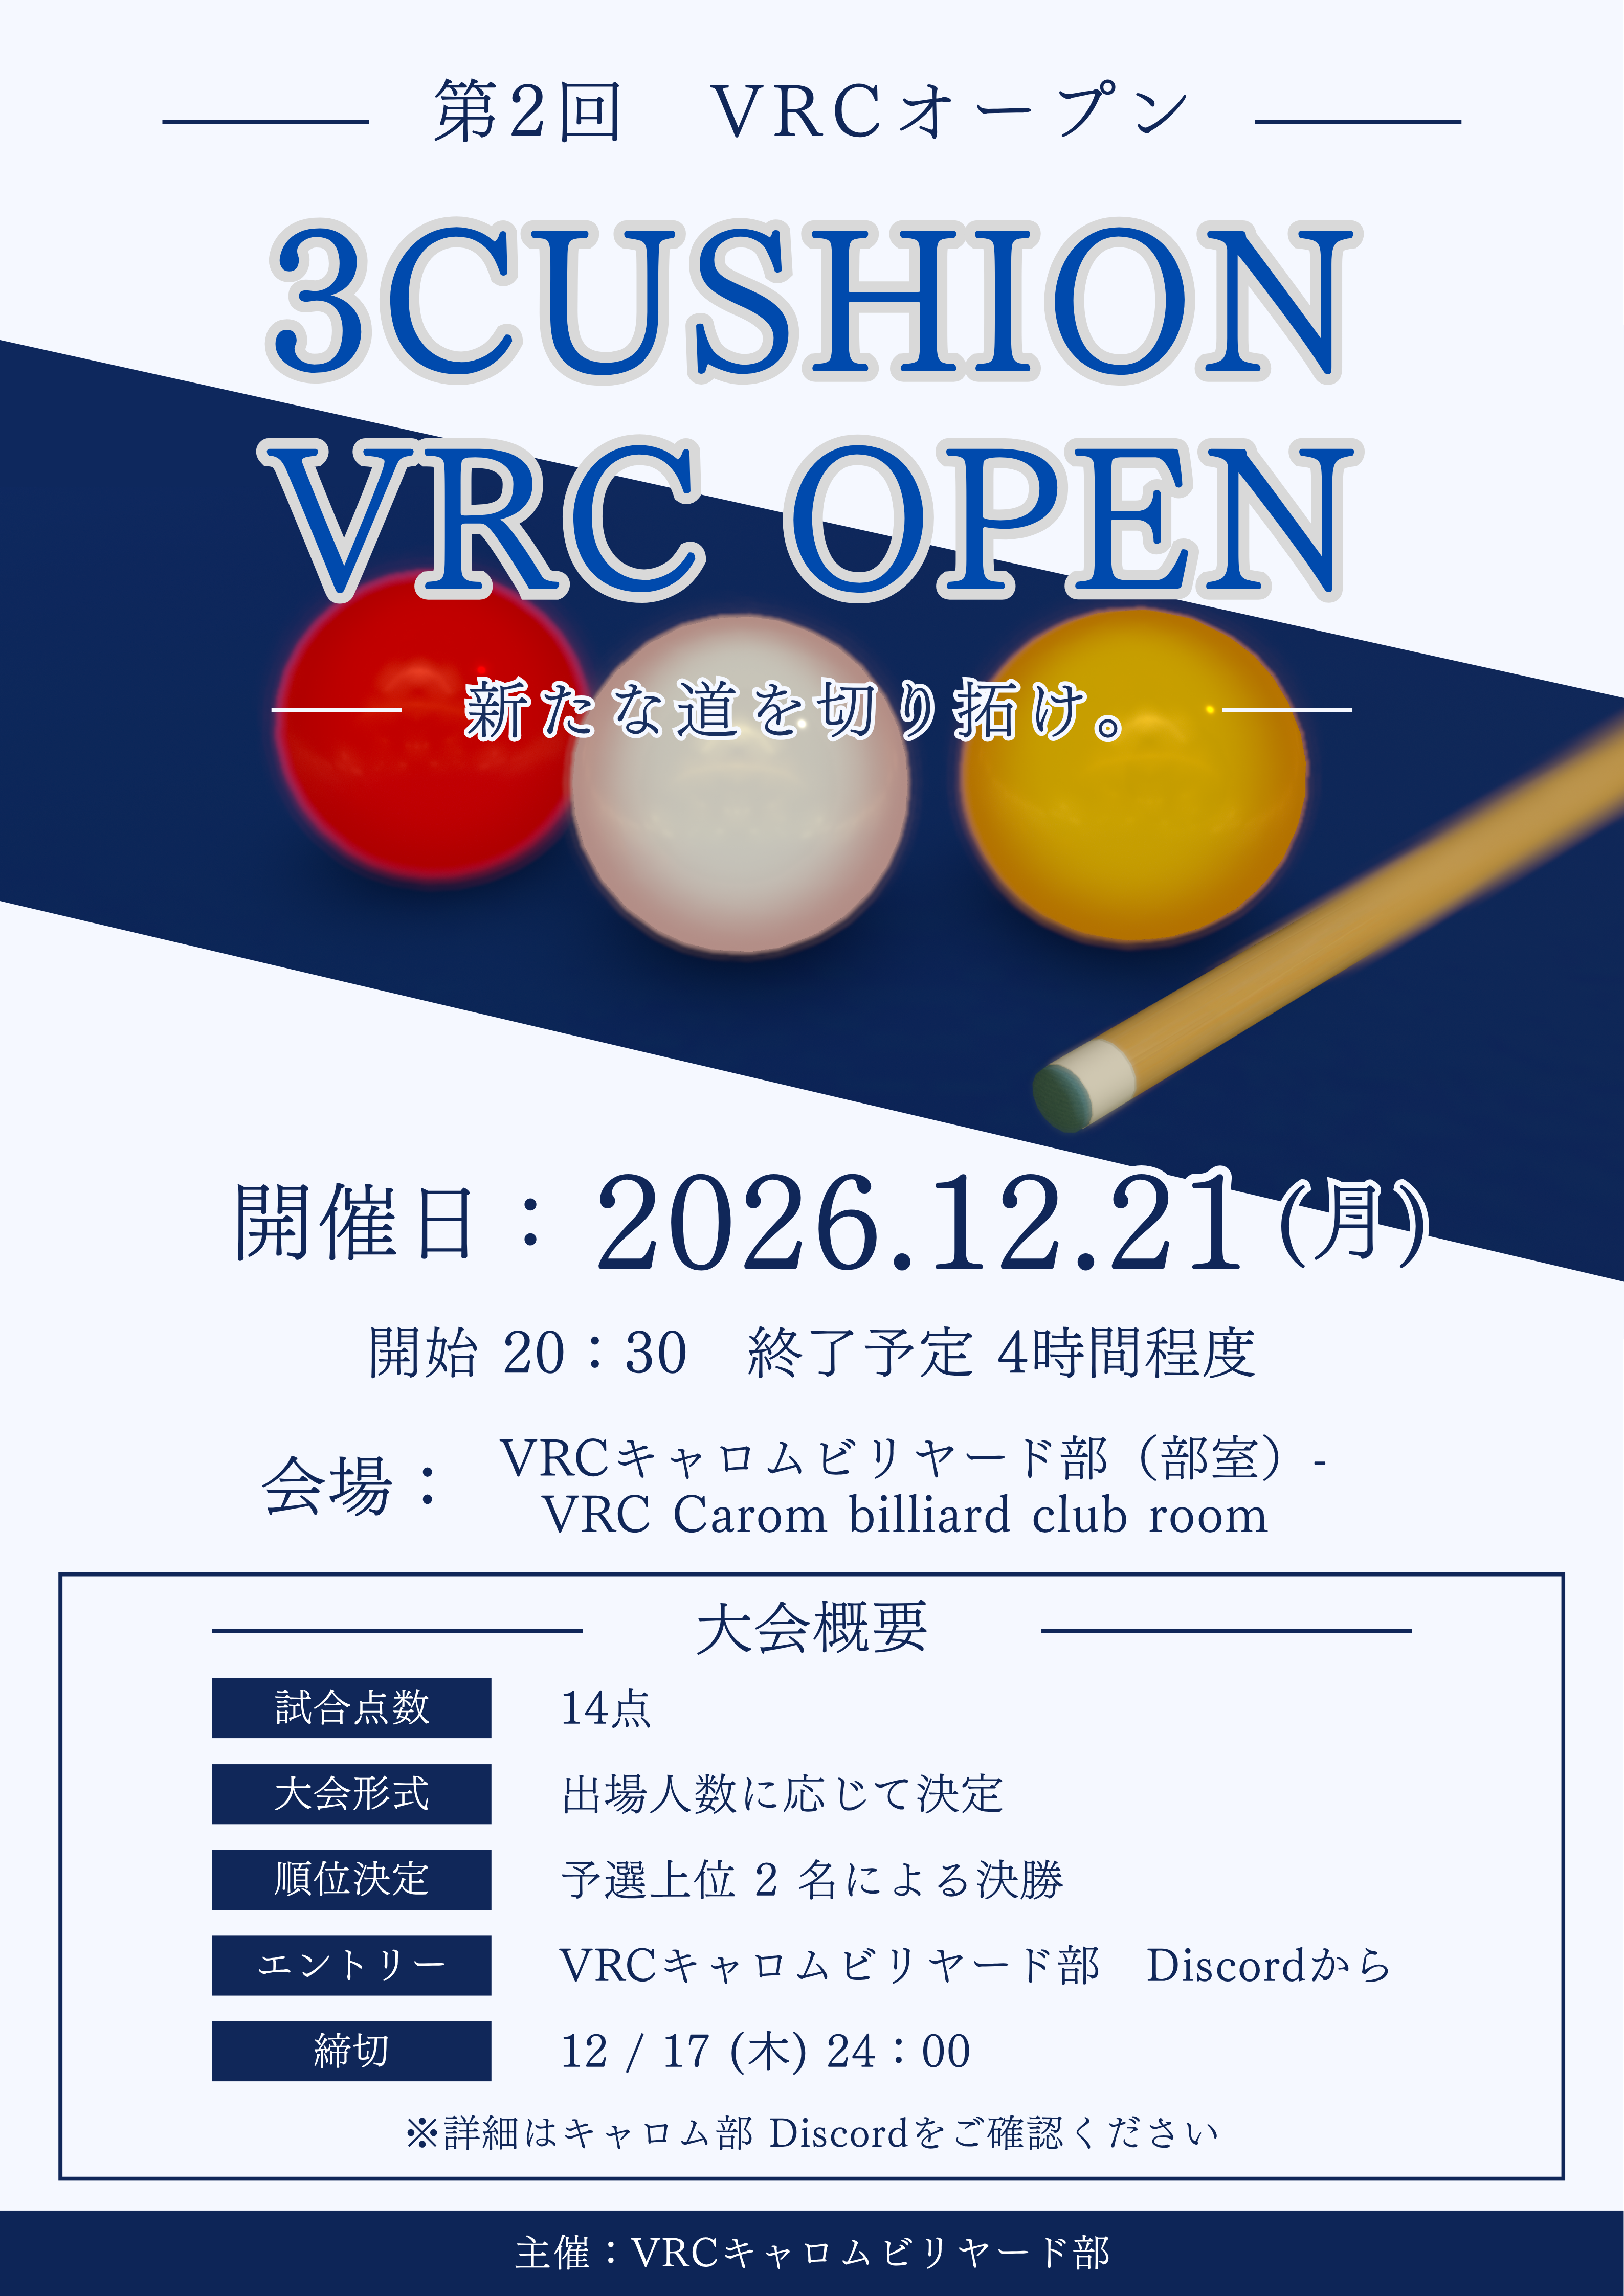 第2回　VRCオープン
3CUSHION
VRC OPEN
新たな道を切り拓け。
開催日： 2026.12.21 (月)
開始 20：30　終了予定 4時間程度
会場： VRCキャロムビリヤード部（部室）-
VRC Carom billiard club room
大会概要
試合点数 14点
大会形式 出場人数に応じて決定
順位決定 予選上位 2 名による決勝
エントリー VRCキャロムビリヤード部　Discordから
締切 12 / 17 (木) 24：00
※詳細はキャロム部 Discordをご確認ください
主催：VRCキャロムビリヤード部